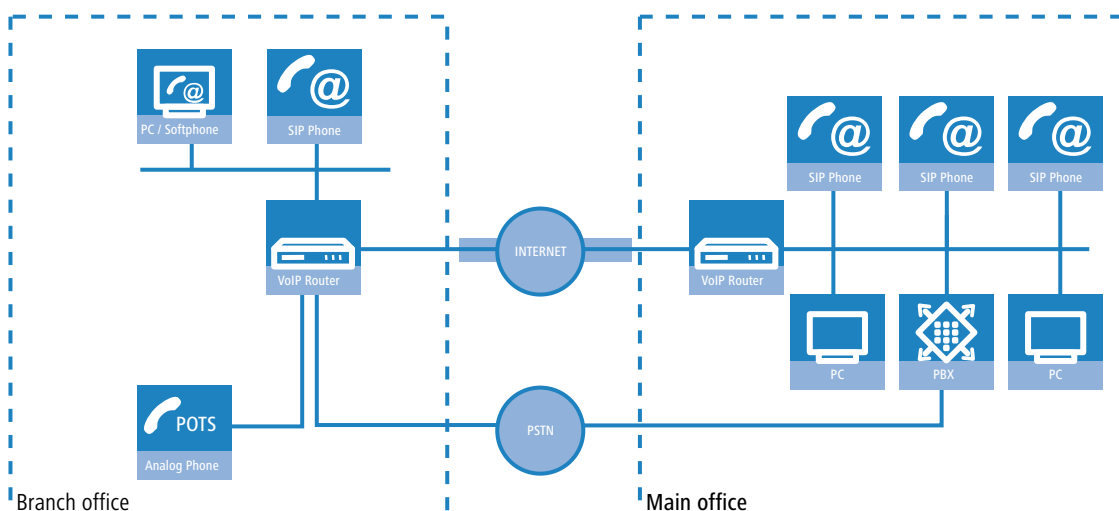 @
PC / Softphone
@
SIP Phone
@
SIP Phone
@
SIP Phone
@
SIP Phone
VoIP Router
INTERNET
VoIP Router
PC
PBX
PC
POTS
Analog Phone
PSTN
Branch office
Main office